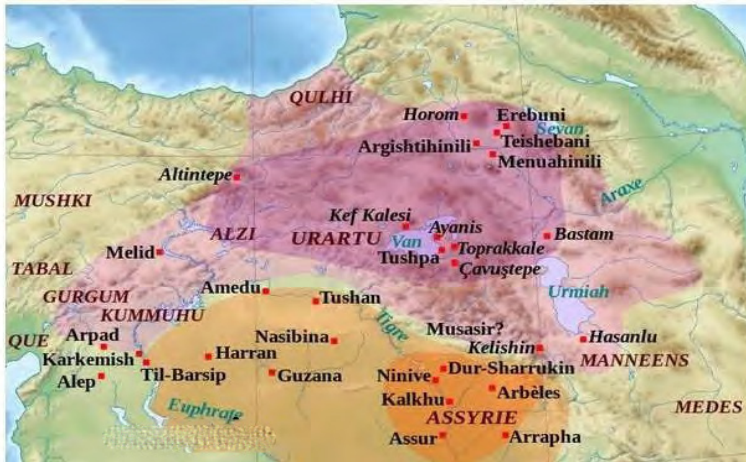 QULHI
Horom
Erebuni
Sevan
Teishebani
Argishtihinili
Menuahinili
Altintepe
Araxe
MUSHKI
Kef Kalesi
Ayanis
Bastam
ALZI
URARTU
Van
Toprakkale
Melid
Tushpa
Çavuştepe
TABAL
Amedu
Urmiah
GURGUM
Tushan
KUMMUHU
Tigre
Musasir?
QUE
Arpad
Nasibina
Hasanlu
Kelishin
Karkemish
Harran
MANNEENS
Til-Barsip
Dur-Sharrukin
Alep
Guzana
Ninive
Arbèles
Kalkhu
MEDES
Euphrate
ASSYRIE
Assur
Arrapha